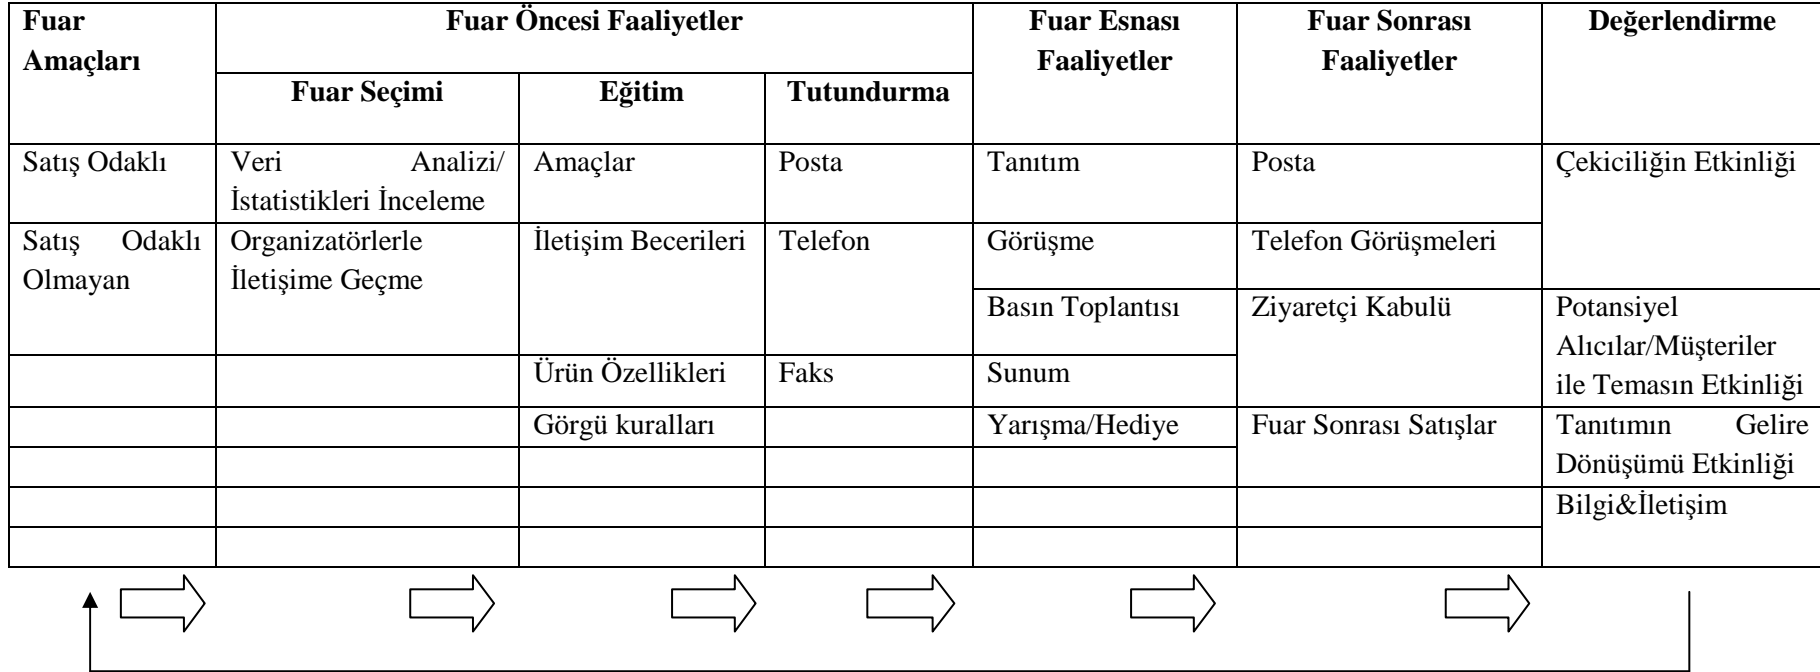 Fuar Amaçları
Fuar Öncesi Faaliyetler
Fuar Esnası Faaliyetler
Fuar Sonrası Faaliyetler
Değerlendirme
Fuar Seçimi
Eğitim
Tutundurma
Satış Odaklı
Veri Analizi/
İstatistikleri İnceleme
Amaçlar
Posta
Tanıtım
Posta
Çekiciliğin Etkinliği
Satış Odaklı
Olmayan
Organizatörlerle
İletişime Geçme
İletişim Becerileri
Telefon
Görüşme
Telefon Görüşmeleri
Basın Toplantısı
Ziyaretçi Kabulü
Potansiyel
Alıcılar/Müşteriler
ile Temasın Etkinliği
Ürün Özellikleri
Faks
Sunum
Görgü kuralları
Yarışma/Hediye
Fuar Sonrası Satışlar
Tanıtımın Gelire
Dönüşümü Etkinliği
Bilgi&İletişim